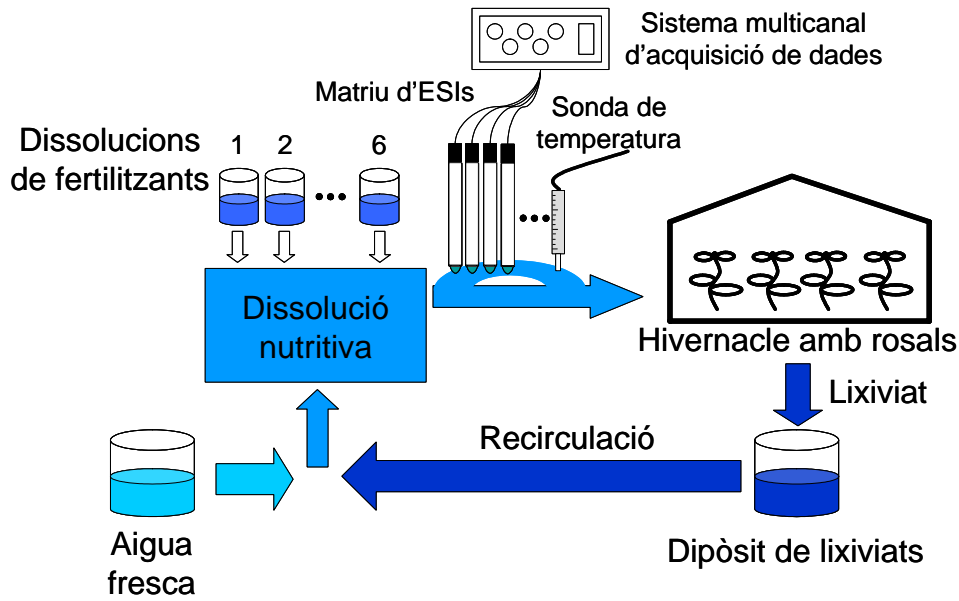 Sistema multicanal
d'acquisició de dades
Matriu d'ESIs
Sonda de
temperatura
Dissolucions
de fertilitzants
1 2 6
Dissolució
nutritiva
Hivernacle amb rosals
Lixiviat
Recirculació
Aigua
fresca
Dipòsit de lixiviats